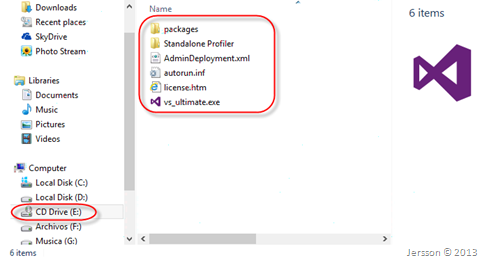 Downloads
Recent places
SkyDrive
Photo Stream
Libraries
Documents
Music
Pictures
Videos
Computer
Local Disk (C:)
Local Disk (D:)
CD Drive (E:)
Archivos (F:)
Musica (G:)
6 items
Name
packages
Standalone Profiler
AdminDeployment.xml
autorun.inf
license.htm
vs_ultimate.exe
6 items
Jersson © 2013